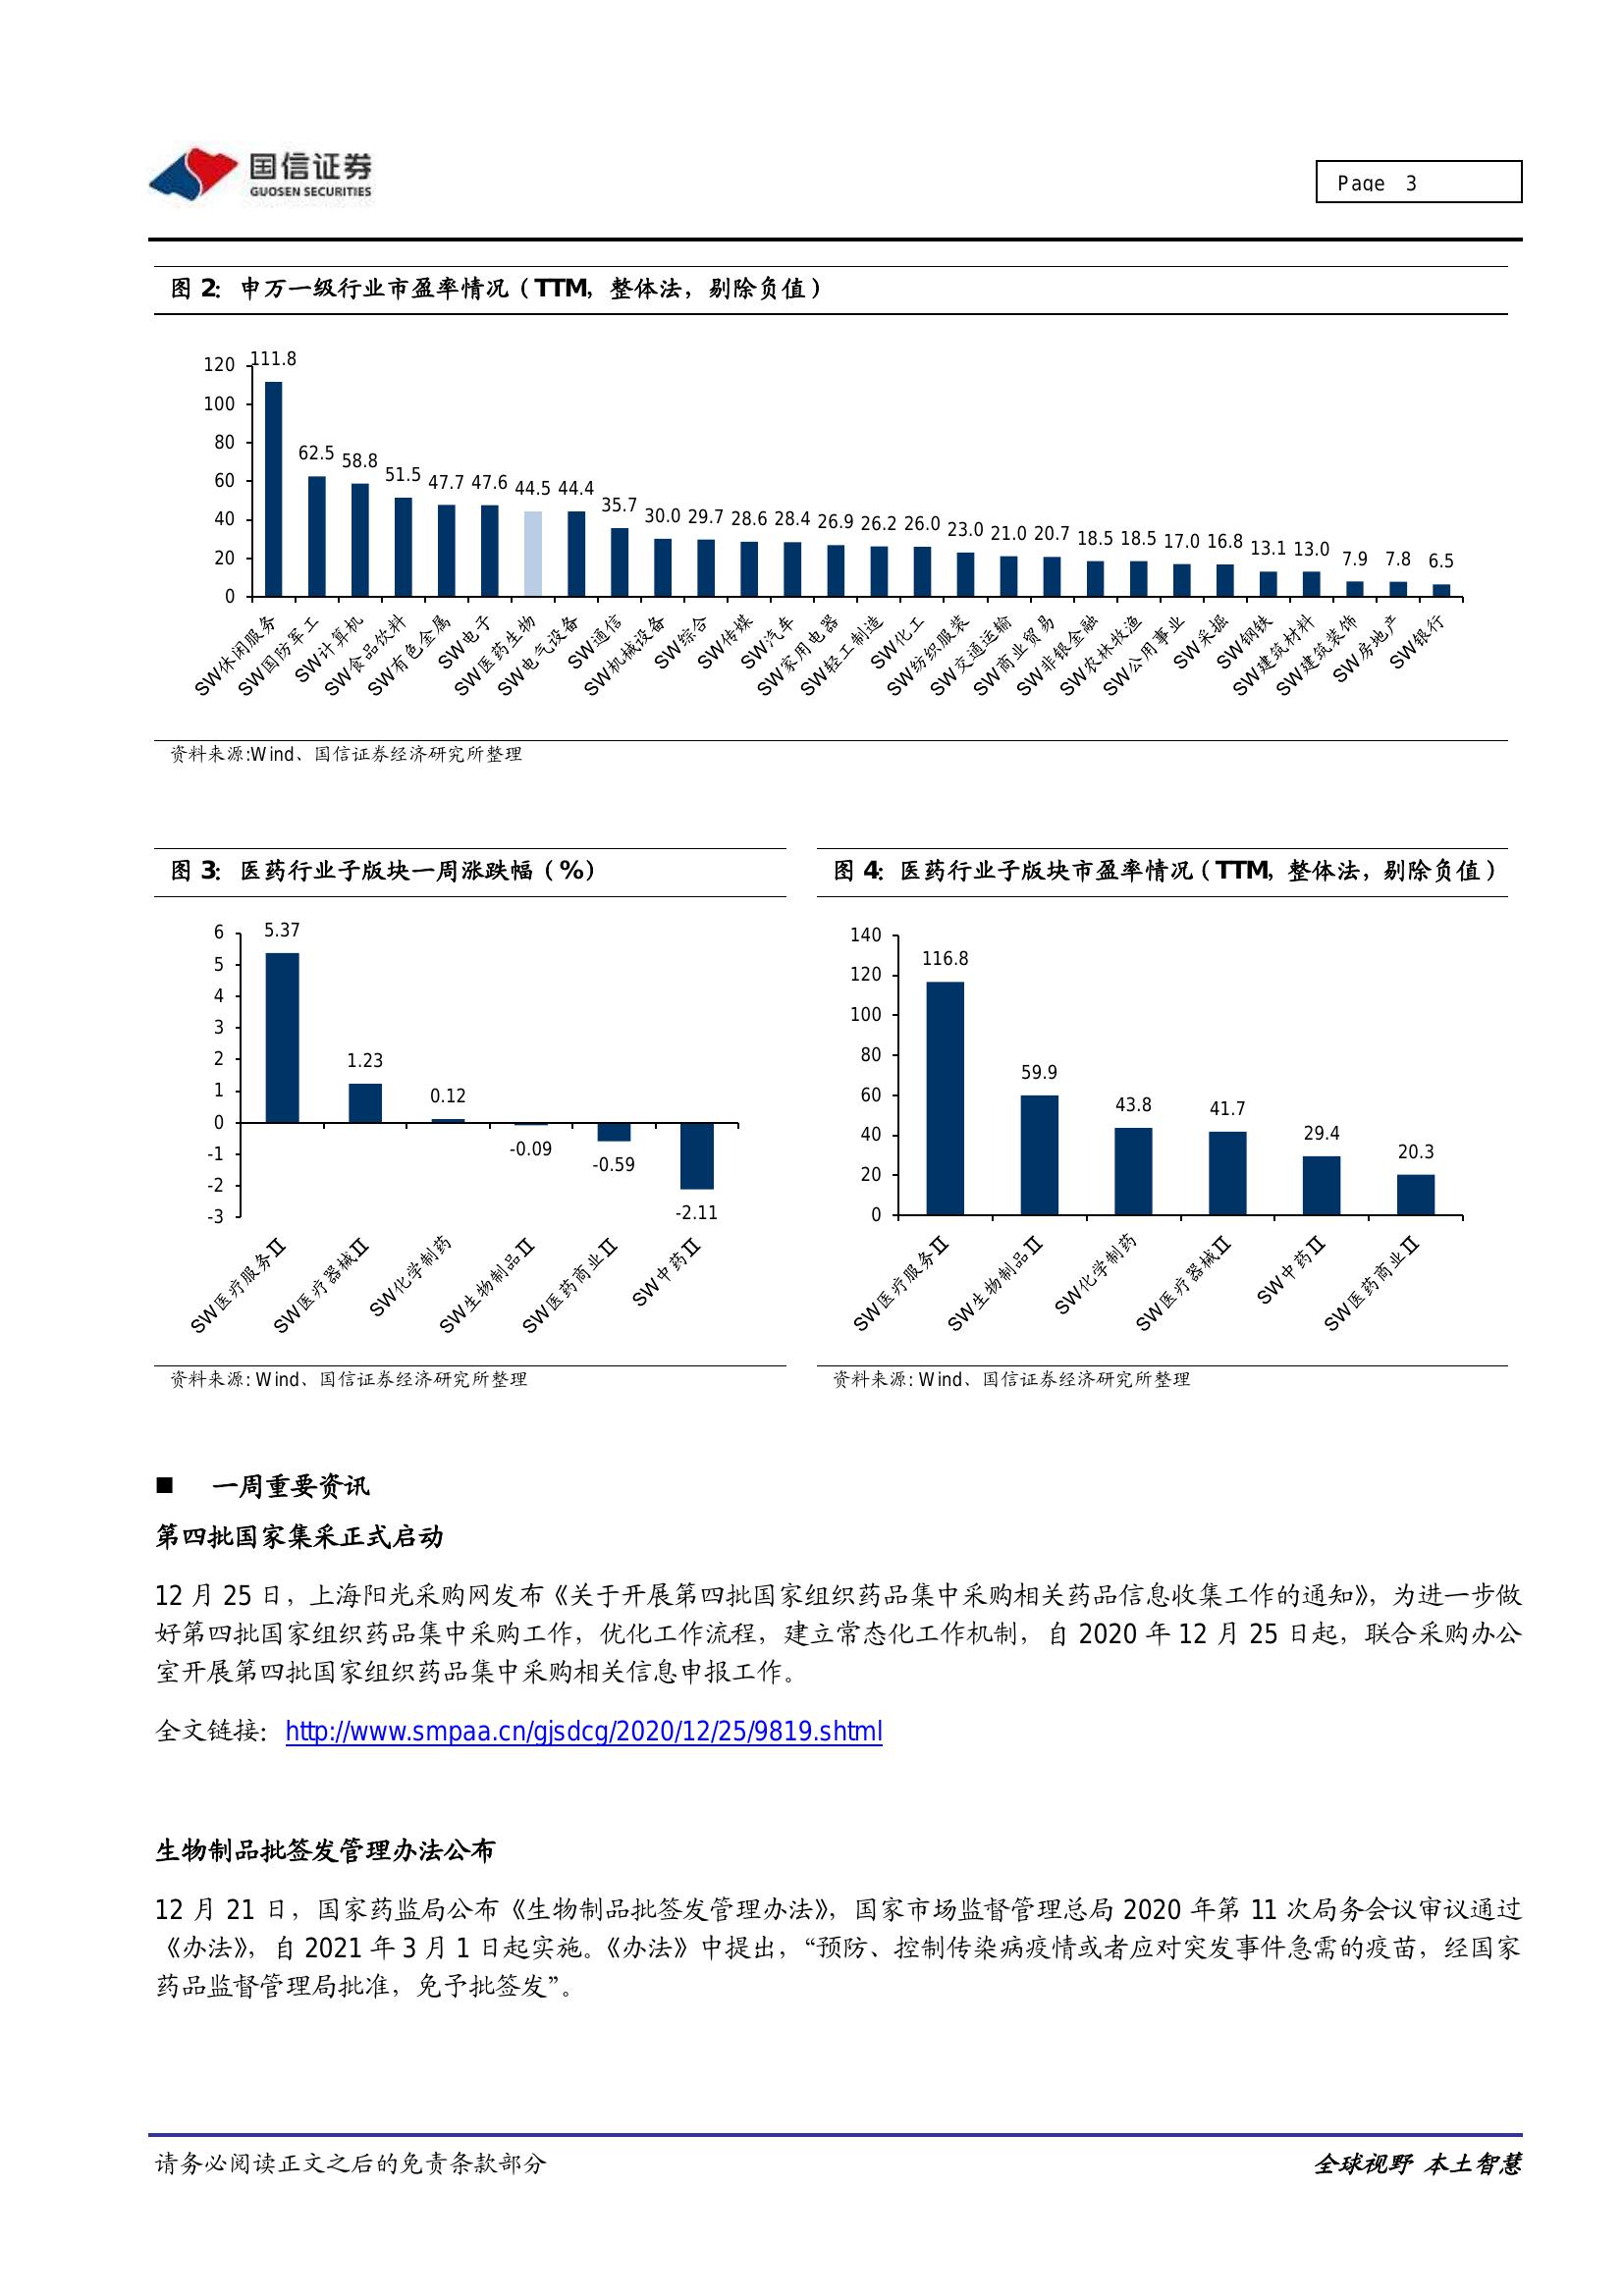 国信证券
GUOSEN SECURITIES
Page 3
图 2：申万一级行业市盈率情况（TTM，整体法，剔除负值）
120
100
80
60
40
20
0
111.8
62.5
58.8
51.5
47.7
47.6
44.5
44.4
35.7
30.0
29.7
28.6
28.4
26.9
26.2
26.0
23.0
21.0
20.7
18.5
18.5
17.0
16.8
13.1
13.0
7.9
7.8
6.5
SW休闲服务
SW国防军工
SW计算机
SW食品饮料
SW有色金属
SW电子
SW医药生物
SW电气设备
SW通信
SW机械设备
SW综合
SW传媒
SW汽车
SW家用电器
SW轻工制造
SW化工
SW纺织服装
SW交通运输
SW商业贸易
SW非银金融
SW农林牧渔
SW公用事业
SW采掘
SW钢铁
SW建筑材料
SW建筑装饰
SW房地产
SW银行
资料来源:Wind、国信证券经济研究所整理
图 3：医药行业子版块一周涨跌幅（%）
6
5
4
3
2
1
0
-1
-2
-3
5.37
1.23
0.12
-0.09
-0.59
-2.11
SW医疗服务Ⅱ
SW医疗器械Ⅱ
SW化学制药
SW生物制品Ⅱ
SW医药商业Ⅱ
SW中药Ⅱ
资料来源: Wind、国信证券经济研究所整理
图 4：医药行业子版块市盈率情况（TTM，整体法，剔除负值）
140
120
100
80
60
40
20
0
116.8
59.9
43.8
41.7
29.4
20.3
SW医疗服务Ⅱ
SW生物制品Ⅱ
SW化学制药
SW医疗器械Ⅱ
SW中药Ⅱ
SW医药商业Ⅱ
资料来源: Wind、国信证券经济研究所整理
■ 一周重要资讯
第四批国家集采正式启动
12 月 25 日，上海阳光采购网发布《关于开展第四批国家组织药品集中采购相关药品信息收集工作的通知》，为进一步做
好第四批国家组织药品集中采购工作，优化工作流程，建立常态化工作机制，自 2020 年 12 月 25 日起，联合采购办公
室开展第四批国家组织药品集中采购相关信息申报工作。
全文链接：http://www.smpaa.cn/gjsdcg/2020/12/25/9819.shtml
生物制品批签发管理办法公布
12 月 21 日，国家药监局公布《生物制品批签发管理办法》，国家市场监督管理总局 2020 年第 11 次局务会议审议通过
《办法》，自 2021 年 3 月 1 日起实施。《办法》中提出，“预防、控制传染病疫情或者应对突发事件急需的疫苗，经国家
药品监督管理局批准，免予批签发”。
请务必阅读正文之后的免责条款部分
全球视野 本土智慧